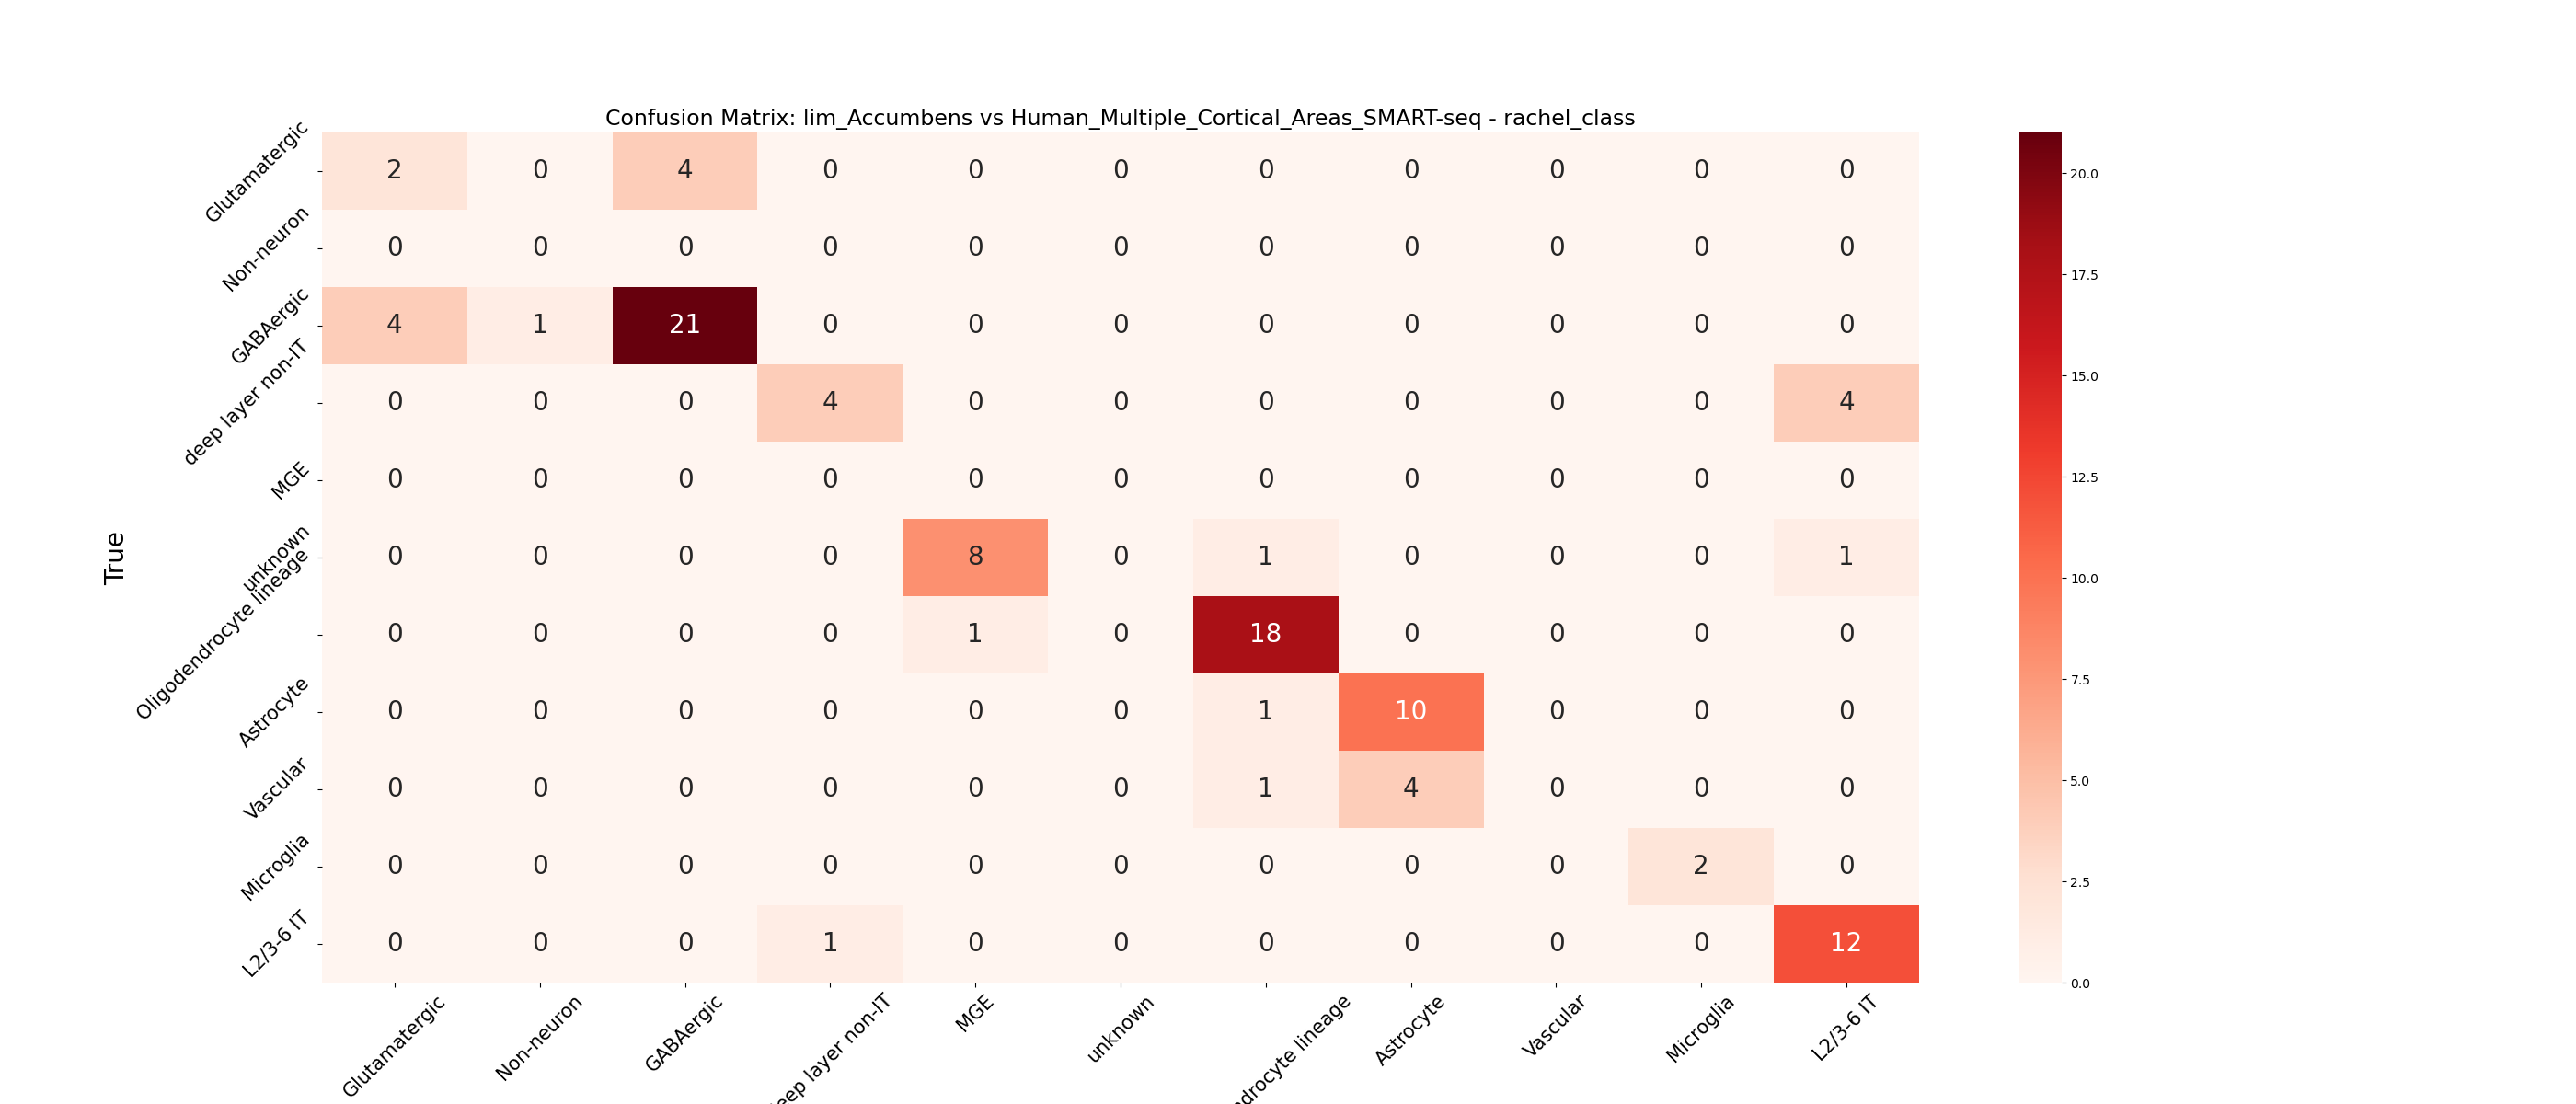 Confusion Matrix: lim_Accumbens vs Human_Multiple_Cortical_Areas_SMART-seq - rachel_class
True
Glutamatergic 2 0 4 0 0 0 0 0 0 0 0
Non-neuron 0 0 0 0 0 0 0 0 0 0 0
GABAergic 4 1 21 0 0 0 0 0 0 0 0
deep layer non-IT 0 0 0 4 0 0 0 0 0 0 4
MGE 0 0 0 0 0 0 0 0 0 0 0
unknown 0 0 0 0 8 0 1 0 0 0 1
Oligodendrocyte lineage 0 0 0 0 1 0 18 0 0 0 0
Astrocyte 0 0 0 0 0 0 1 10 0 0 0
Vascular 0 0 0 0 0 0 1 4 0 0 0
Microglia 0 0 0 0 0 0 0 0 0 2 0
L2/3-6 IT 0 0 0 1 0 0 0 0 0 0 12
Glutamatergic Non-neuron GABAergic eep layer non-IT MGE unknown ndrocyte lineage Astrocyte Vascular Microglia L2/3-6 IT
20.0
17.5
15.0
12.5
10.0
7.5
5.0
2.5
0.0